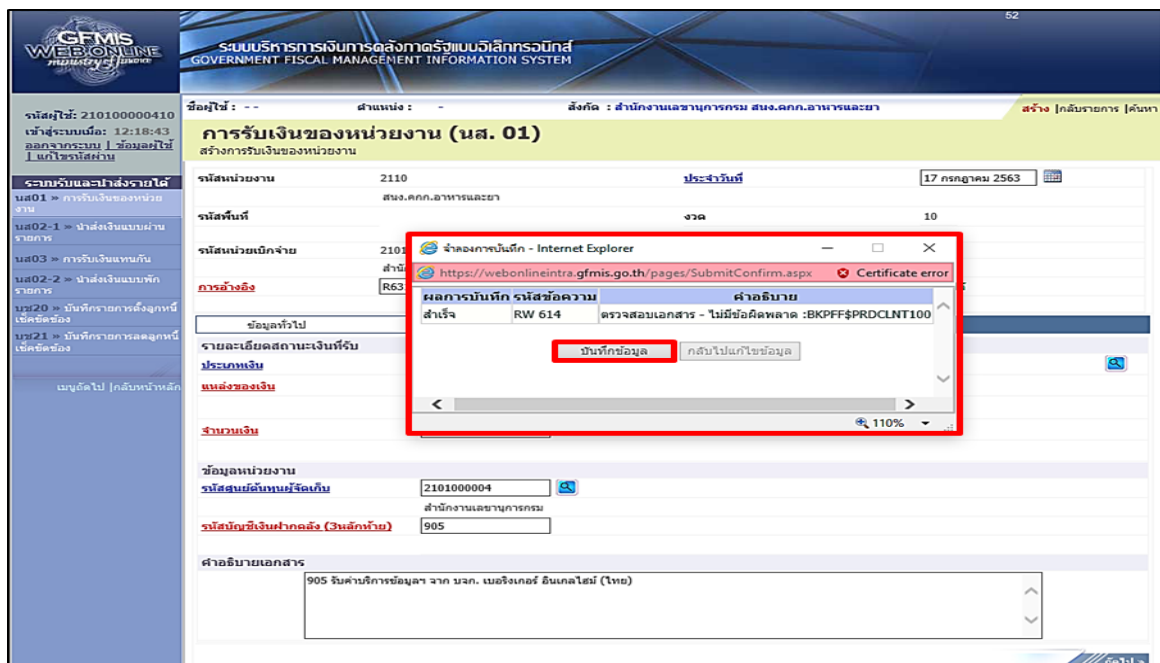 52
GFMIS
WEB ONLINE
ministry of finance
ระบบบริหารการเงินการคลังภาครัฐแบบอิเล็กทรอนิกส์
GOVERNMENT FISCAL MANAGEMENT INFORMATION SYSTEM
รหัสผู้ใช้: 210100000410
เข้าสู่ระบบเมื่อ: 12:18:43
ออกจากระบบ | ข้อมูลผู้ใช้
| แก้ไขรหัสผ่าน
ระบบรับและนำส่งรายได้
นส01 » การรับเงินของหน่วย
งาน
นส02-1 » นำส่งเงินแบบผ่าน
รายการ
นส03 » การรับเงินแทนกัน
นส02-2 » นำส่งเงินแบบพัก
รายการ
บช20 » บันทึกรายการตั้งลูกหนี้
เช็คขัดข้อง
บช21 » บันทึกรายการลดลูกหนี้
เช็คขัดข้อง
เมนูถัดไป |กลับหน้าหลัก
ชื่อผู้ใช้ : - - ตำแหน่ง : - สังกัด : สำนักงานเลขานุการกรม สนง.คกก.อาหารและยา สร้าง |กลับรายการ |ค้นหา
การรับเงินของหน่วยงาน (นส. 01)
สร้างการรับเงินของหน่วยงาน
รหัสหน่วยงาน 2110 ประจำวันที่ 17 กรกฎาคม 2563
สนง.คกก.อาหารและยา
รหัสพื้นที่ งวด 10
รหัสหน่วยเบิกจ่าย 2101
การอ้างอิง R63
จำลองการบันทึก - Internet Explorer
https://webonlineintra.gfmis.go.th/pages/SubmitConfirm.aspx Certificate error
ผลการบันทึก รหัสข้อความ คำอธิบาย
สำเร็จ RW 614 ตรวจสอบเอกสาร - ไม่มีข้อผิดพลาด :BKPFF$PRDCLNT100
บันทึกข้อมูล กลับไปแก้ไขข้อมูล
110%
ข้อมูลทั่วไป
รายละเอียดสถานะเงินที่รับ
ประเภทเงิน
แหล่งของเงิน
จำนวนเงิน
ข้อมูลหน่วยงาน
รหัสศูนย์ต้นทุนผู้จัดเก็บ 2101000004
สำนักงานเลขานุการกรม
รหัสบัญชีเงินฝากคลัง (3หลักท้าย) 905
คำอธิบายเอกสาร
905 รับค่าบริการข้อมูลฯ จาก บจก. เบอริงเกอร์ อินเกลไฮม์ (ไทย)